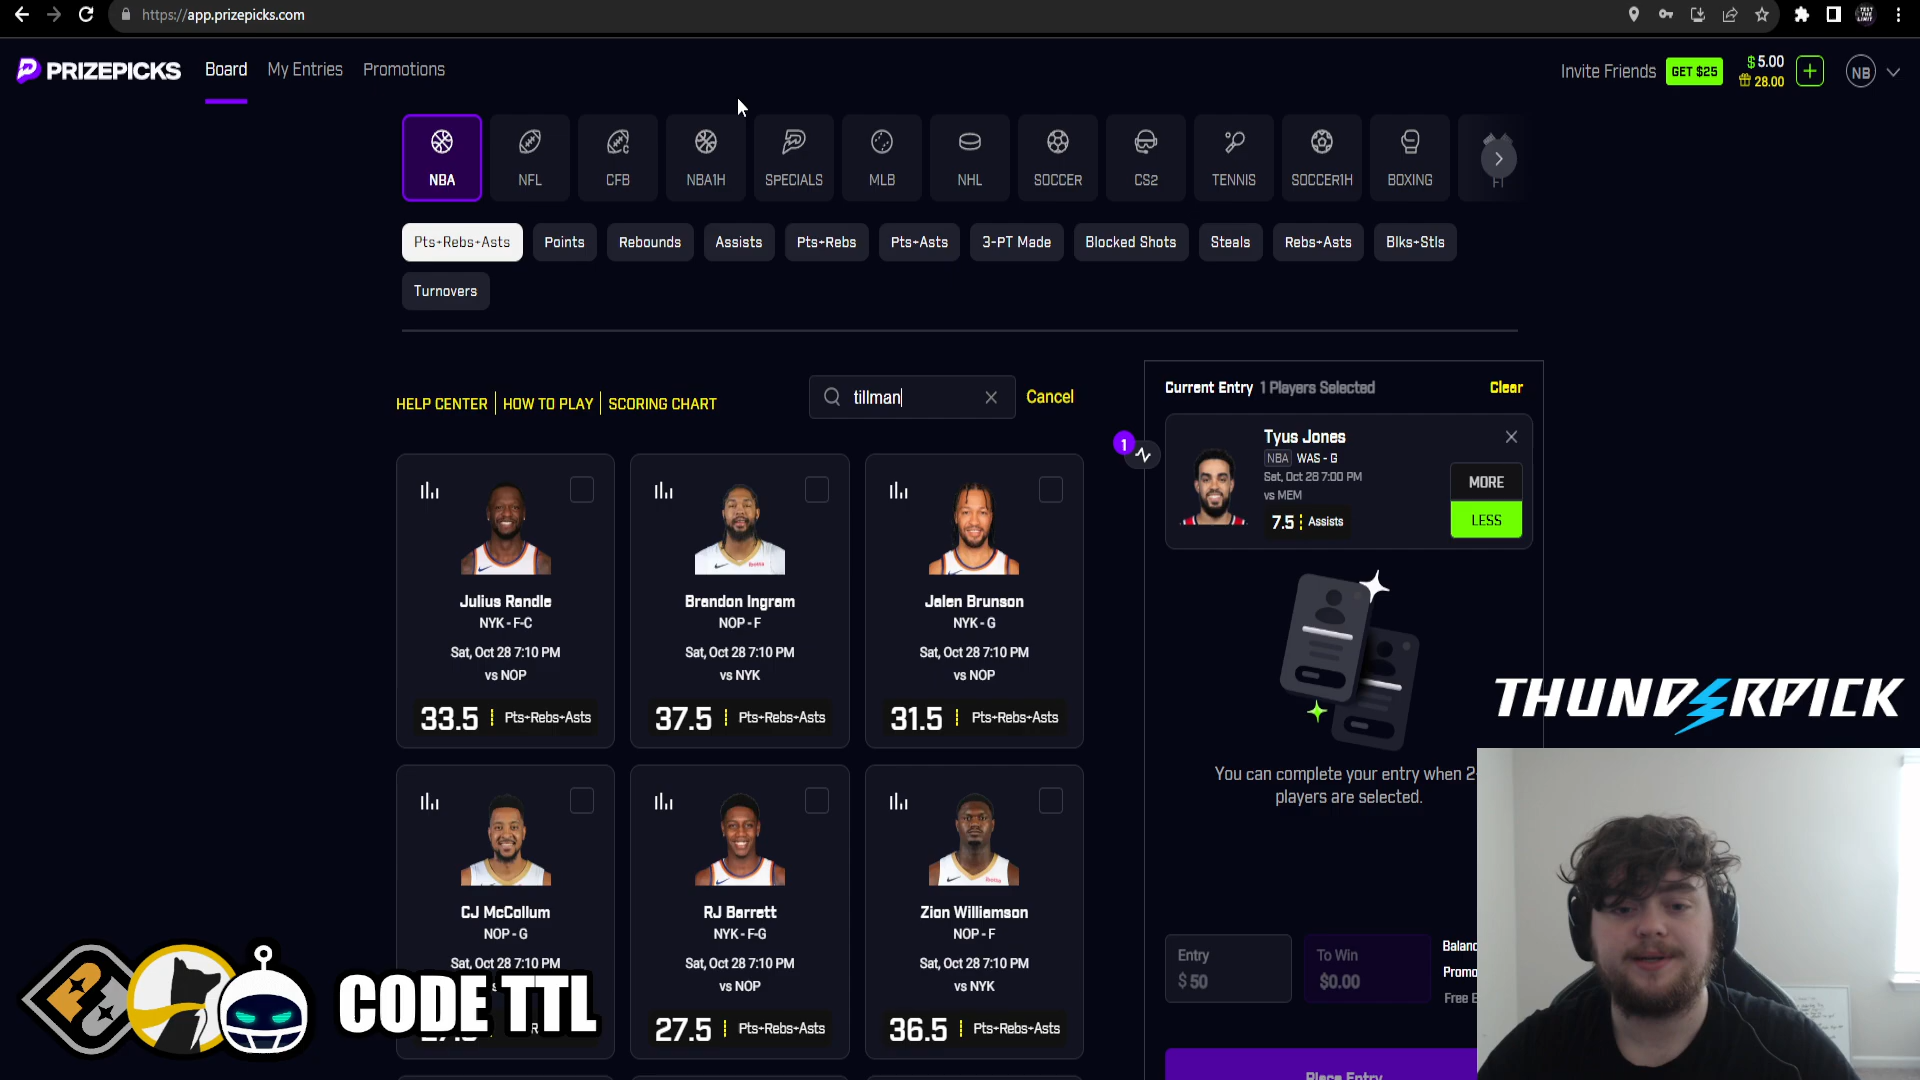 https://app.prizepicks.com
PRIZEPICKS
Board
My Entries
Promotions
Invite Friends
GET $25
$5.00
28.00
NB
NBA
NFL
CFB
NBA1H
SPECIALS
MLB
NHL
SOCCER
CS2
TENNIS
SOCCER1H
BOXING
F1
Pts+Rebs+Asts
Points
Rebounds
Assists
Pts+Rebs
Pts+Asts
3-PT Made
Blocked Shots
Steals
Rebs+Asts
Blks+Stls
Turnovers
HELP CENTER
HOW TO PLAY
SCORING CHART
tillman
Cancel
Current Entry 1 Players Selected
Clear
1
Tyus Jones
NBA WAS - G
Sat, Oct 28 7:00 PM
vs MEM
7.5 Assists
MORE
LESS
Julius Randle
NYK - F-C
Sat, Oct 28 7:10 PM
vs NOP
33.5 Pts+Rebs+Asts
Brandon Ingram
NOP - F
Sat, Oct 28 7:10 PM
vs NYK
37.5 Pts+Rebs+Asts
Jalen Brunson
NYK - G
Sat, Oct 28 7:10 PM
vs NOP
31.5 Pts+Rebs+Asts
THUNDERPICK
You can complete your entry when 2-
players are selected.
CJ McCollum
NOP - G
Sat, Oct 28 7:10 PM
RJ Barrett
NYK - F-G
Sat, Oct 28 7:10 PM
vs NOP
27.5 Pts+Rebs+Asts
Zion Williamson
NOP - F
Sat, Oct 28 7:10 PM
vs NYK
36.5 Pts+Rebs+Asts
Entry
$ 50
To Win
$0.00
Balanc
Promo
Free E
Place Entry
CODE TTL